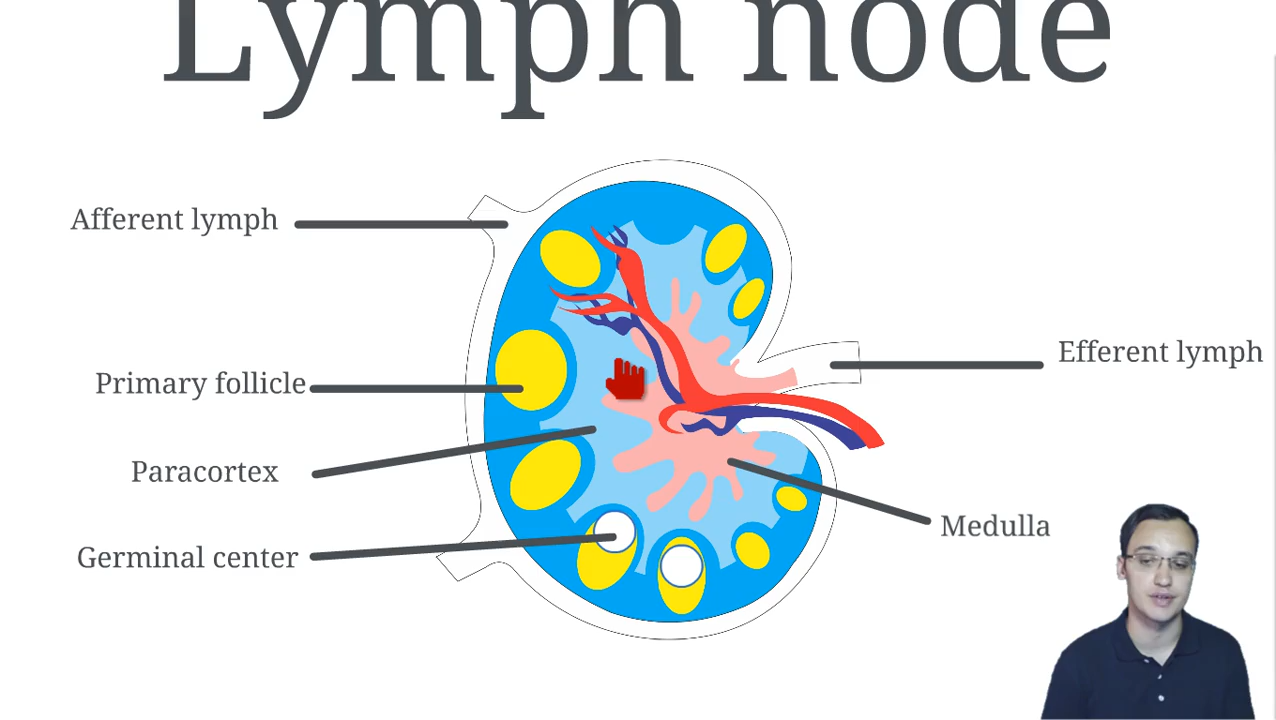 Lymph node
Afferent lymph
Efferent lymph
Primary follicle
Paracortex
Medulla
Germinal center